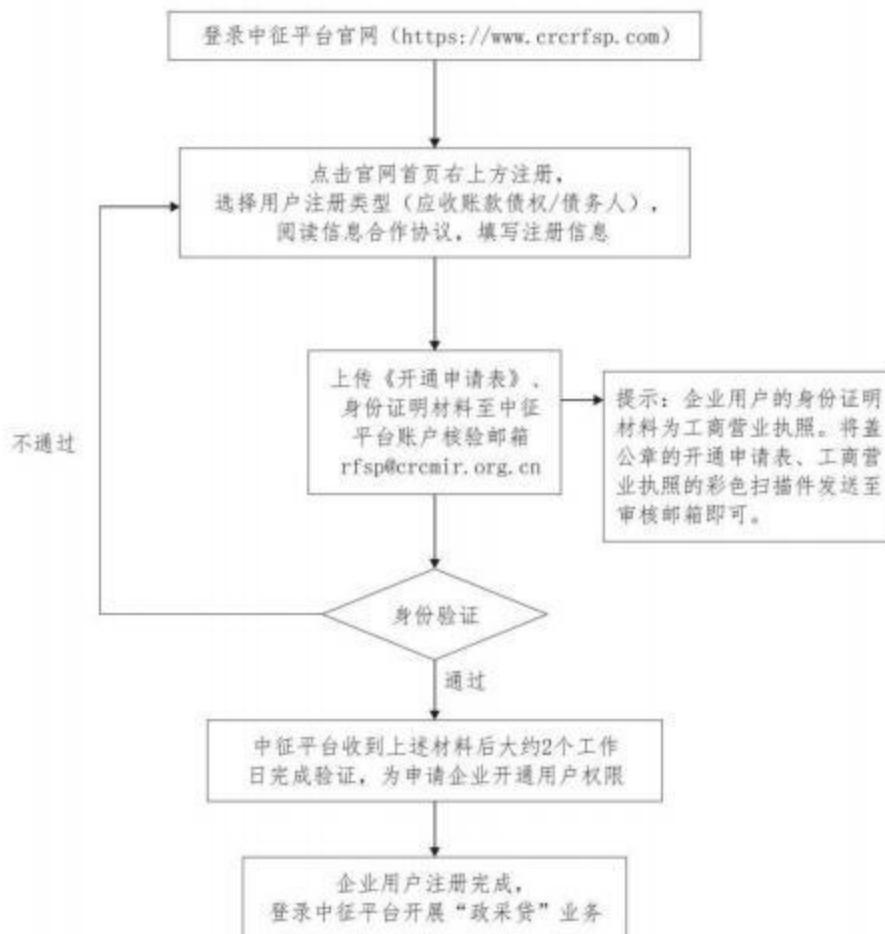 登录中征平台官网（https://www.crcrfsp.com）
点击官网首页右上方注册，
选择用户注册类型（应收账款债权/债务人），
阅读信息合作协议，填写注册信息
上传《开通申请表》、
身份证明材料至中征
平台账户核验邮箱
rfsp@crcmir.org.cn
提示：企业用户的身份证明
材料为工商营业执照。将盖
公章的开通申请表、工商营
业执照的彩色扫描件发送至
审核邮箱即可。
不通过
身份验证
通过
中征平台收到上述材料后大约2个工作
日完成验证，为申请企业开通用户权限
企业用户注册完成，
登录中征平台开展“政采贷”业务